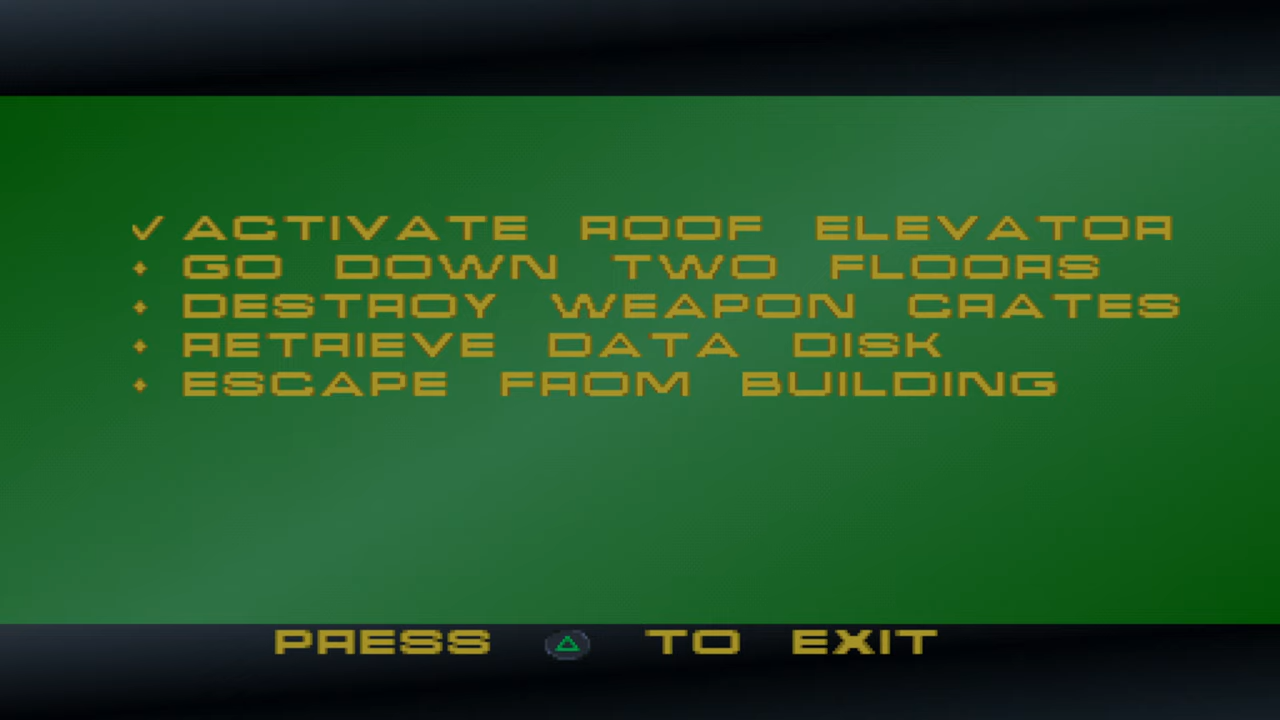 ✓ ACTIVATE ROOF ELEVATOR
• GO DOWN TWO FLOORS
• DESTROY WEAPON CRATES
• RETRIEVE DATA DISK
• ESCAPE FROM BUILDING
PRESS △ TO EXIT